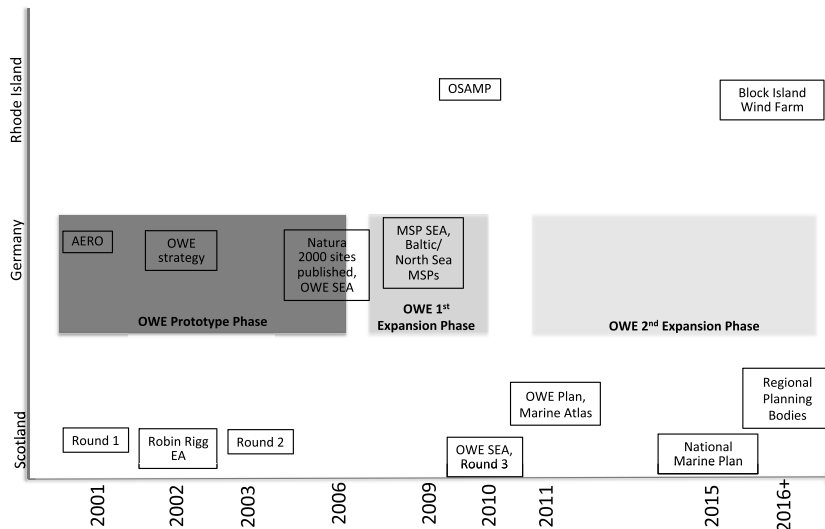 Rhode Island
OSAMP
Block Island
Wind Farm
Germany
AERO
OWE
strategy
Natura
2000 sites
published,
OWE SEA
MSP SEA,
Baltic/
North Sea
MSPs
OWE Prototype Phase
OWE 1st
Expansion Phase
OWE 2nd Expansion Phase
Scotland
Round 1
Robin Rigg
EA
Round 2
OWE SEA,
Round 3
OWE Plan,
Marine Atlas
National
Marine Plan
Regional
Planning
Bodies
2001
2002
2003
2006
2009
2010
2011
2015
2016+